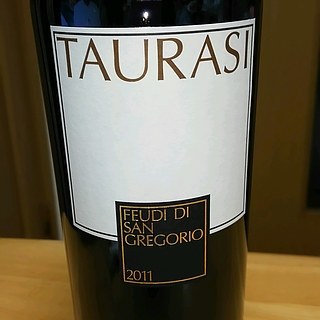 TAURASI
FEUDI DI
SAN
GREGORIO
2011